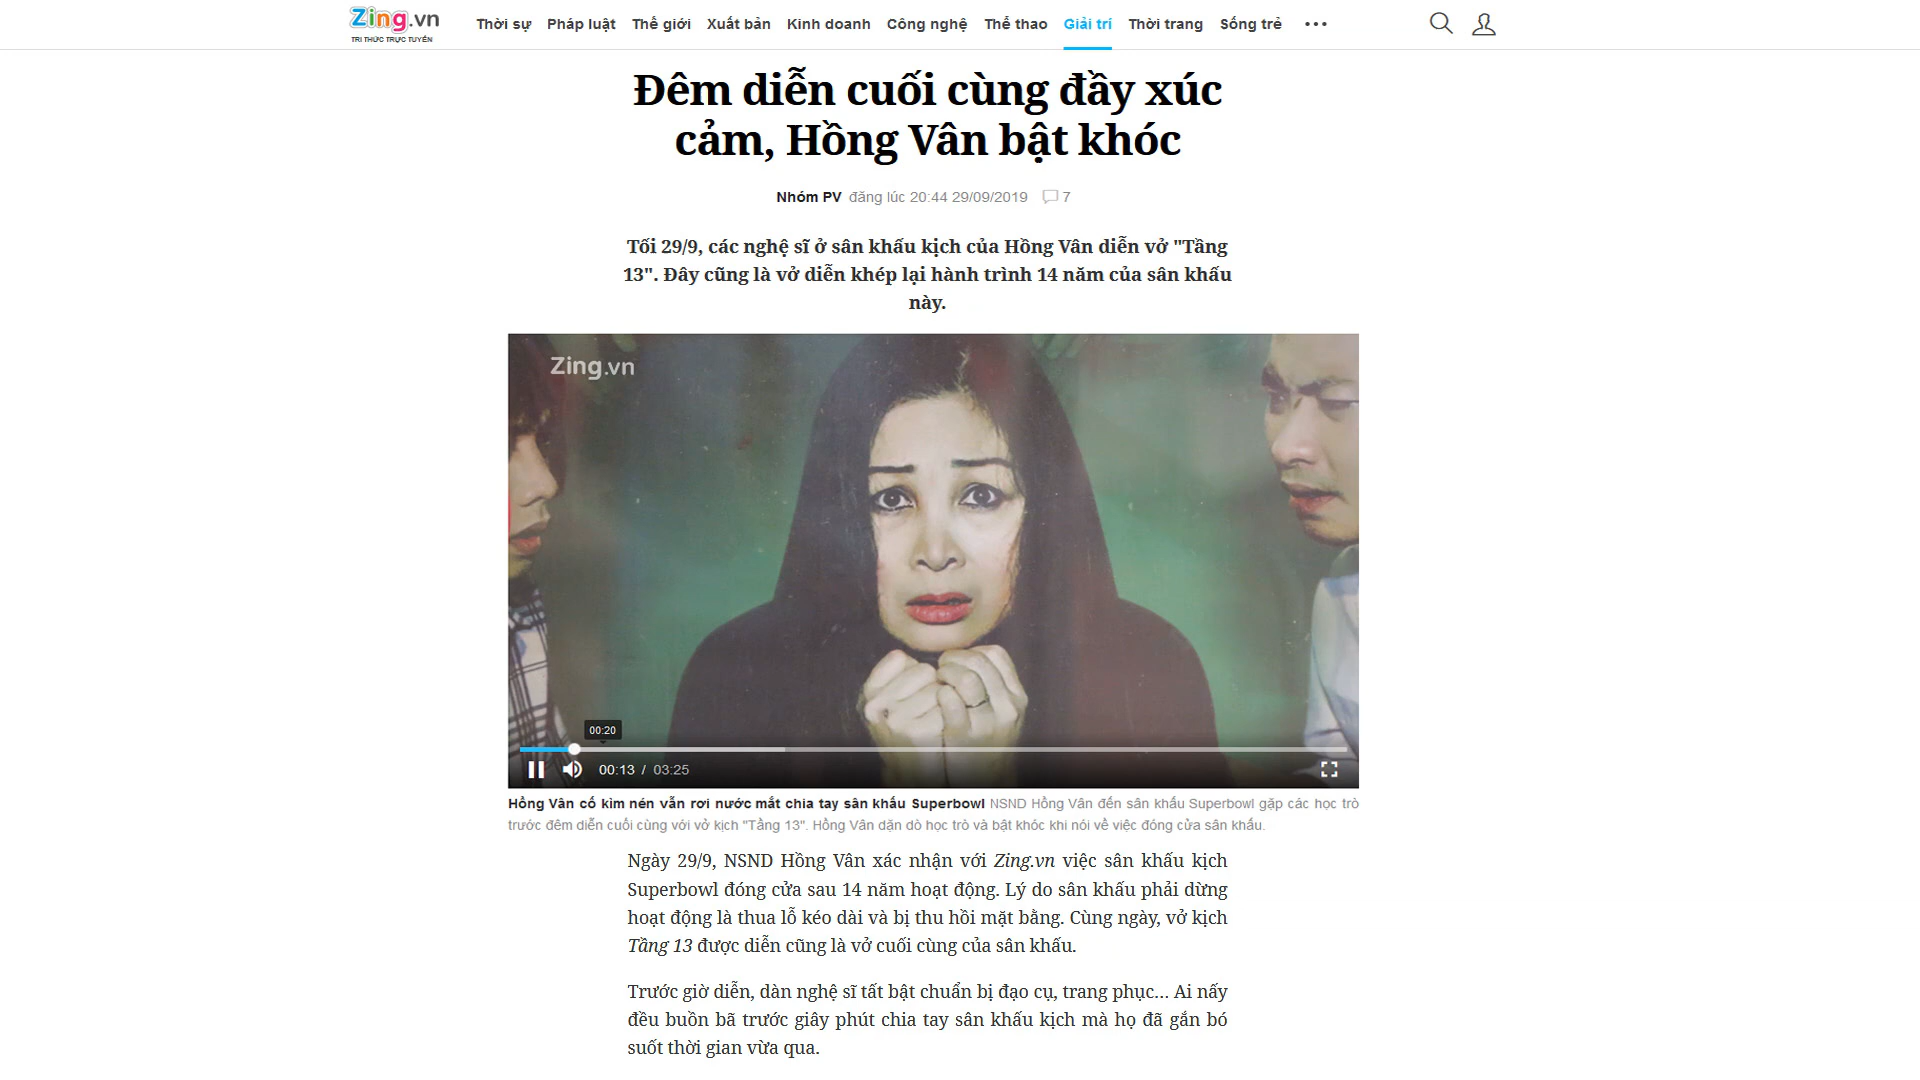 Zing.vn
TRI THỨC TRỰC TUYẾN
Thời sự Pháp luật Thế giới Xuất bản Kinh doanh Công nghệ Thể thao Giải trí Thời trang Sống trẻ
Đêm diễn cuối cùng đầy xúc
cảm, Hồng Vân bật khóc
Nhóm PV đăng lúc 20:44 29/09/2019 7
Tối 29/9, các nghệ sĩ ở sân khấu kịch của Hồng Vân diễn vở "Tầng
13". Đây cũng là vở diễn khép lại hành trình 14 năm của sân khấu
này.
Zing.vn
00:20
00:13 / 03:25
Hồng Vân cố kìm nén vẫn rơi nước mắt chia tay sân khấu Superbowl NSND Hồng Vân đến sân khấu Superbowl gặp các học trò
trước đêm diễn cuối cùng với vở kịch "Tầng 13". Hồng Vân dặn dò học trò và bật khóc khi nói về việc đóng cửa sân khấu.
Ngày 29/9, NSND Hồng Vân xác nhận với Zing.vn việc sân khấu kịch
Superbowl đóng cửa sau 14 năm hoạt động. Lý do sân khấu phải dừng
hoạt động là thua lỗ kéo dài và bị thu hồi mặt bằng. Cùng ngày, vở kịch
Tầng 13 được diễn cũng là vở cuối cùng của sân khấu.
Trước giờ diễn, dàn nghệ sĩ tất bật chuẩn bị đạo cụ, trang phục... Ai nấy
đều buồn bã trước giây phút chia tay sân khấu kịch mà họ đã gắn bó
suốt thời gian vừa qua.